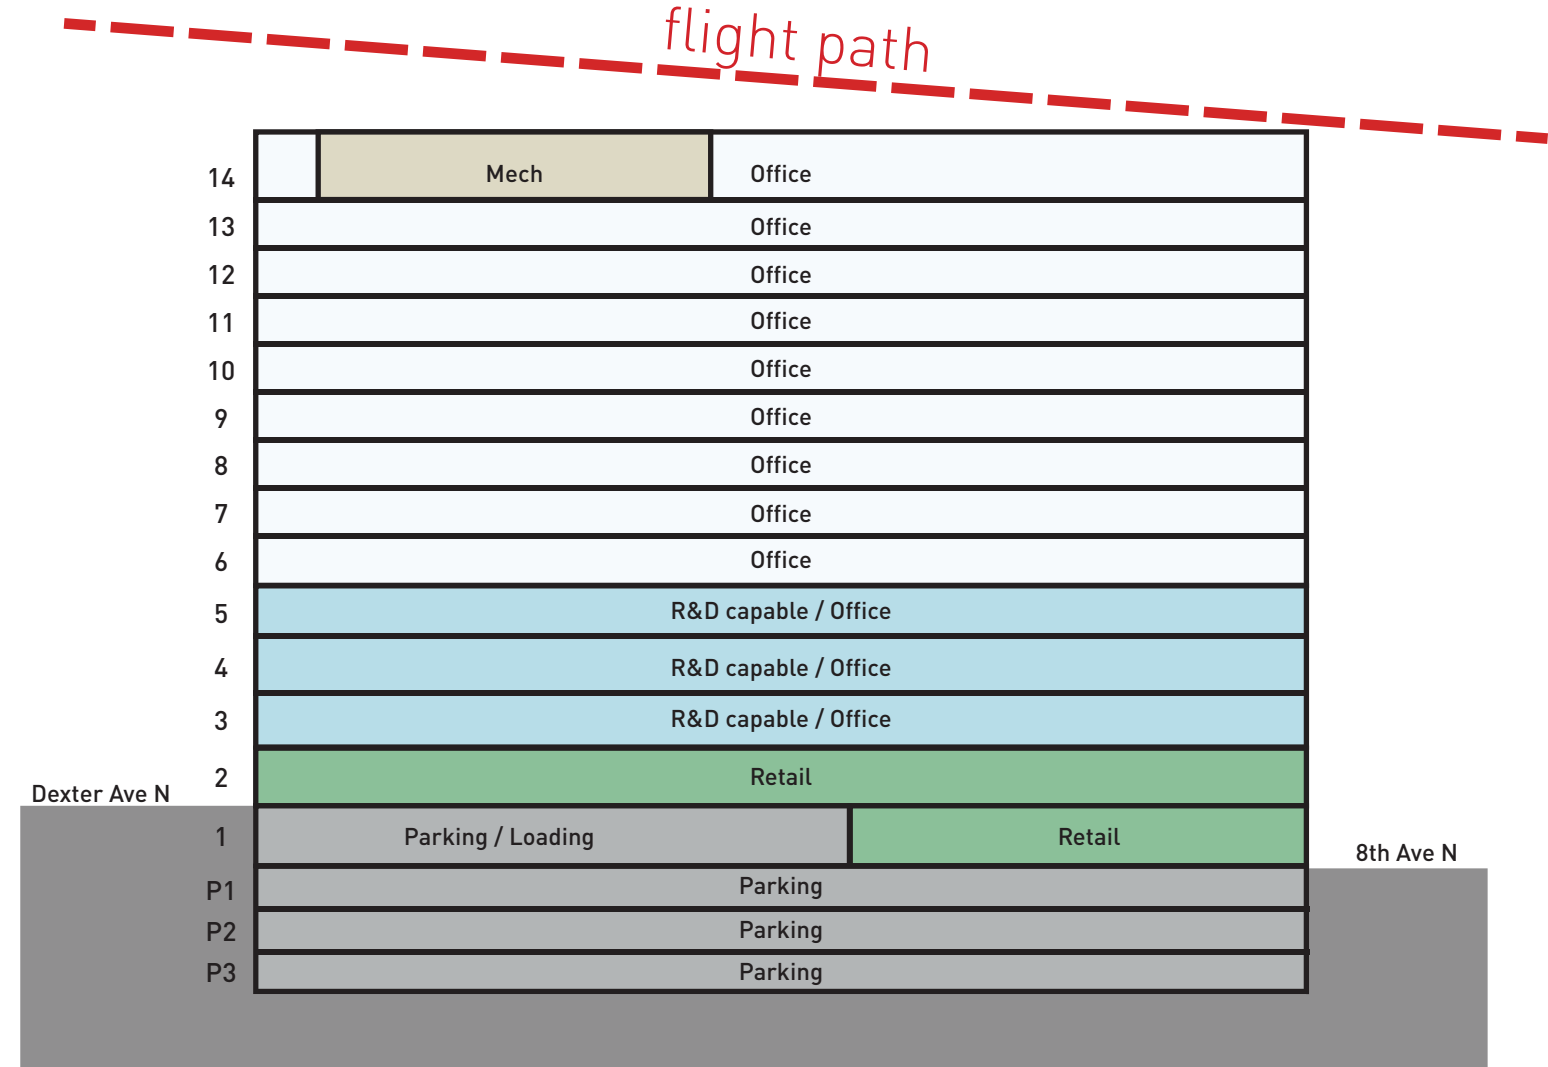 flight path
14 Mech Office
13 Office
12 Office
11 Office
10 Office
9 Office
8 Office
7 Office
6 Office
5 R&D capable / Office
4 R&D capable / Office
3 R&D capable / Office
2 Retail
Dexter Ave N
1 Parking / Loading Retail
8th Ave N
P1 Parking
P2 Parking
P3 Parking